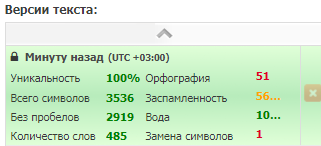 Версии текста:
Минуту назад (UTC +03:00)
Уникальность 100% Орфография 51
Всего символов 3536 Заспамленность 56...
Без пробелов 2919 Вода 10...
Количество слов 485 Замена символов 1